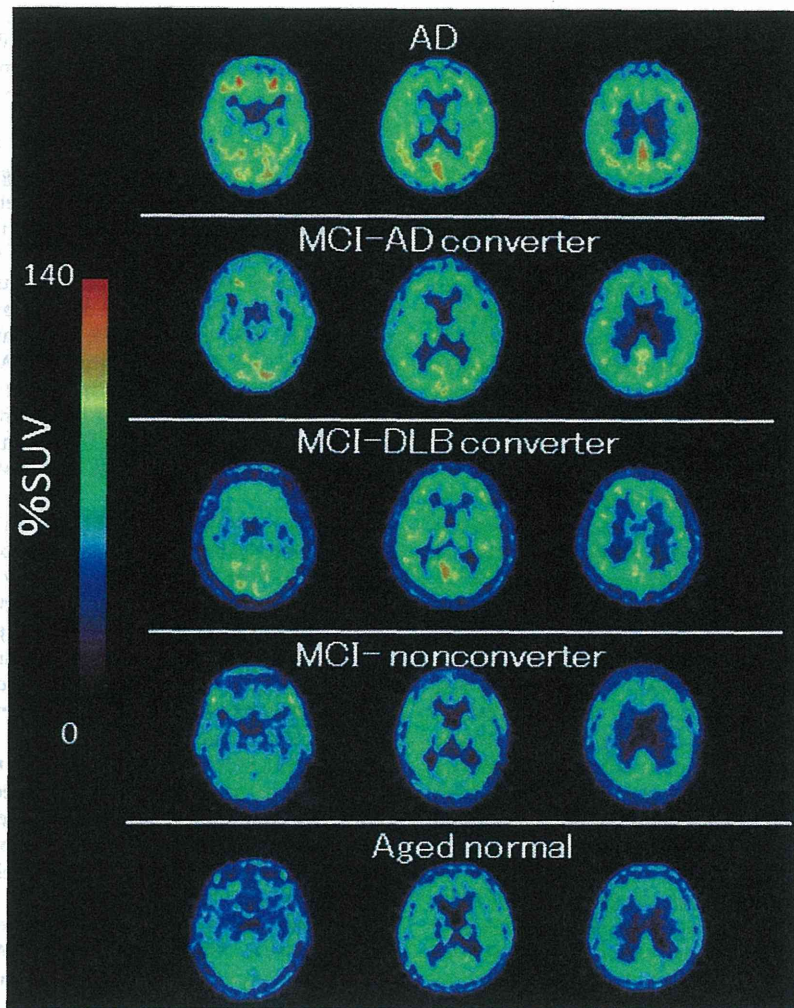 AD
MCI-AD converter
140
%SUV
MCI-DLB converter
MCI- nonconverter
0
Aged normal